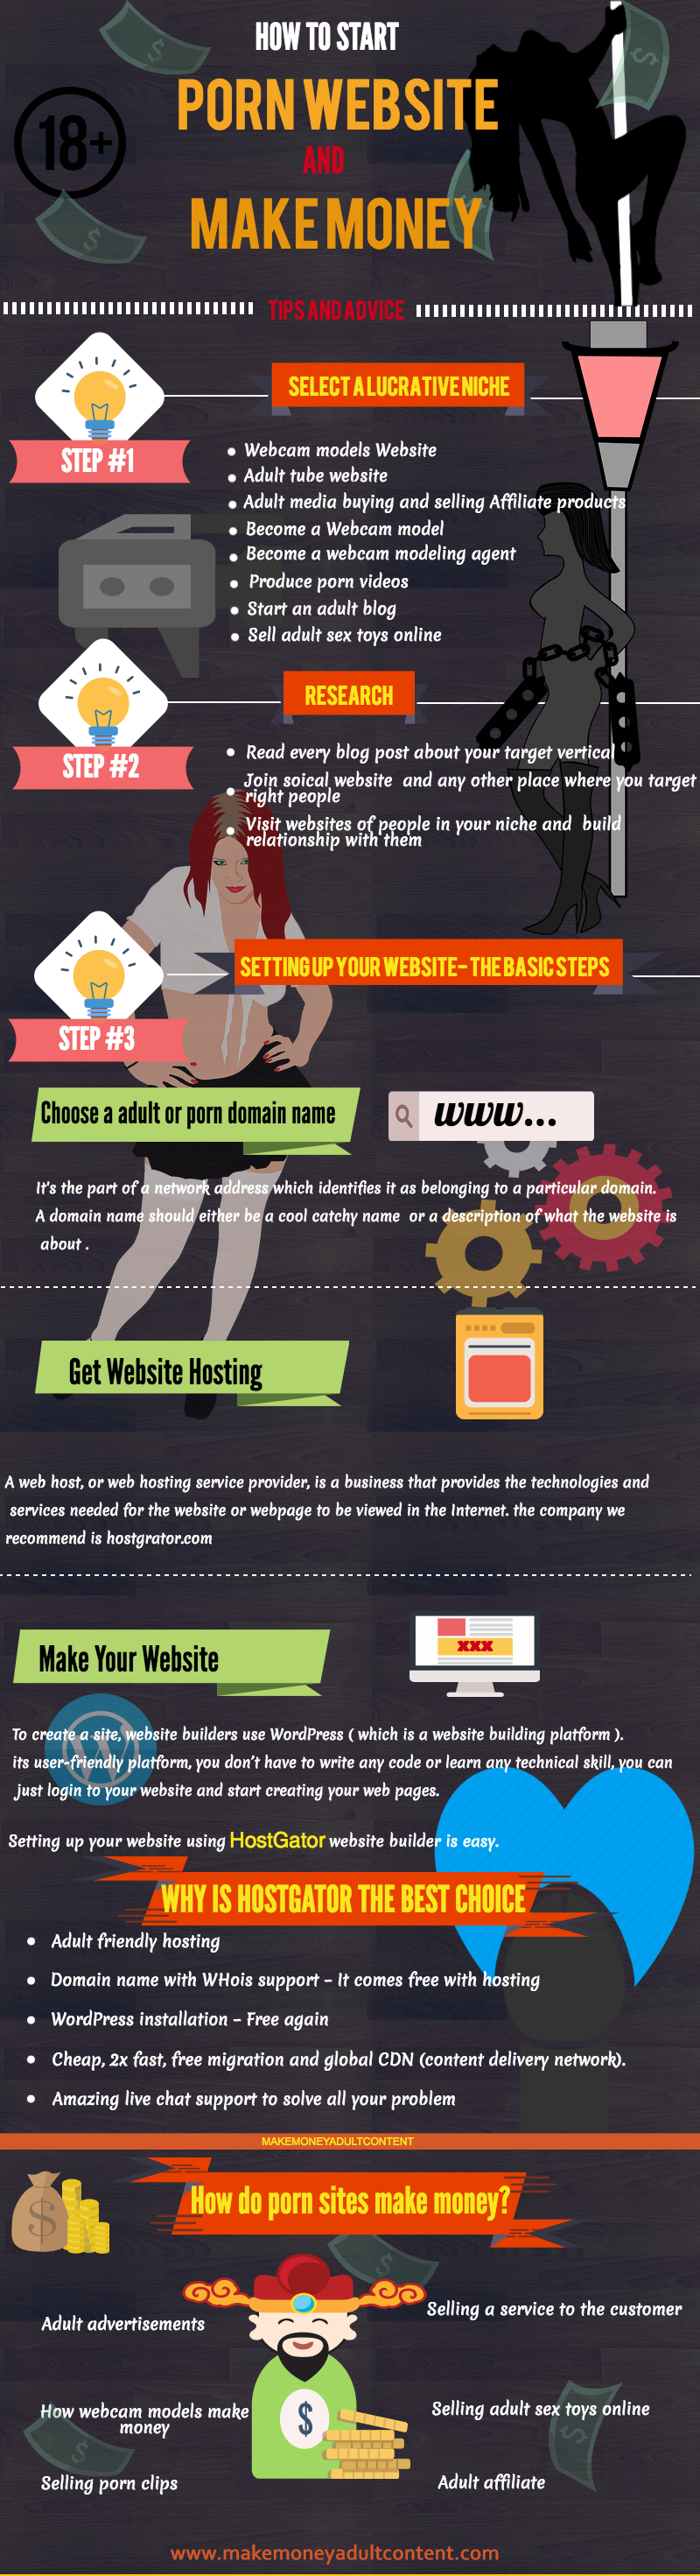 HOW TO START
PORN WEBSITE
18+
AND
MAKE MONEY
TIPS AND ADVICE
SELECT A LUCRATIVE NICHE
STEP #1
Webcam models Website
Adult tube website
Adult media buying and selling Affiliate products
Become a Webcam model
Become a webcam modeling agent
Produce porn videos
Start an adult blog
Sell adult sex toys online
RESEARCH
STEP #2
Read every blog post about your target vertical
Join soical website and any other place where you target
right people
Visit websites of people in your niche and build
relationship with them
SETTING UP YOUR WEBSITE– THE BASIC STEPS
STEP #3
Choose a adult or porn domain name
www...
It's the part of a network address which identifies it as belonging to a particular domain.
A domain name should either be a cool catchy name or a description of what the website is
about .
Get Website Hosting
A web host, or web hosting service provider, is a business that provides the technologies and
services needed for the website or webpage to be viewed in the Internet. the company we
recommend is hostgrator.com
Make Your Website
XXX
To create a site, website builders use WordPress ( which is a website building platform ).
its user-friendly platform, you don't have to write any code or learn any technical skill, you can
just login to your website and start creating your web pages.
Setting up your website using HostGator website builder is easy.
WHY IS HOSTGATOR THE BEST CHOICE
Adult friendly hosting
Domain name with WHois support – It comes free with hosting
WordPress installation – Free again
Cheap, 2x fast, free migration and global CDN (content delivery network).
Amazing live chat support to solve all your problem
MAKEMONEYADULTCONTENT
How do porn sites make money?
Selling a service to the customer
Adult advertisements
How webcam models make
money
Selling adult sex toys online
Selling porn clips
Adult affiliate
www.makemoneyadultcontent.com